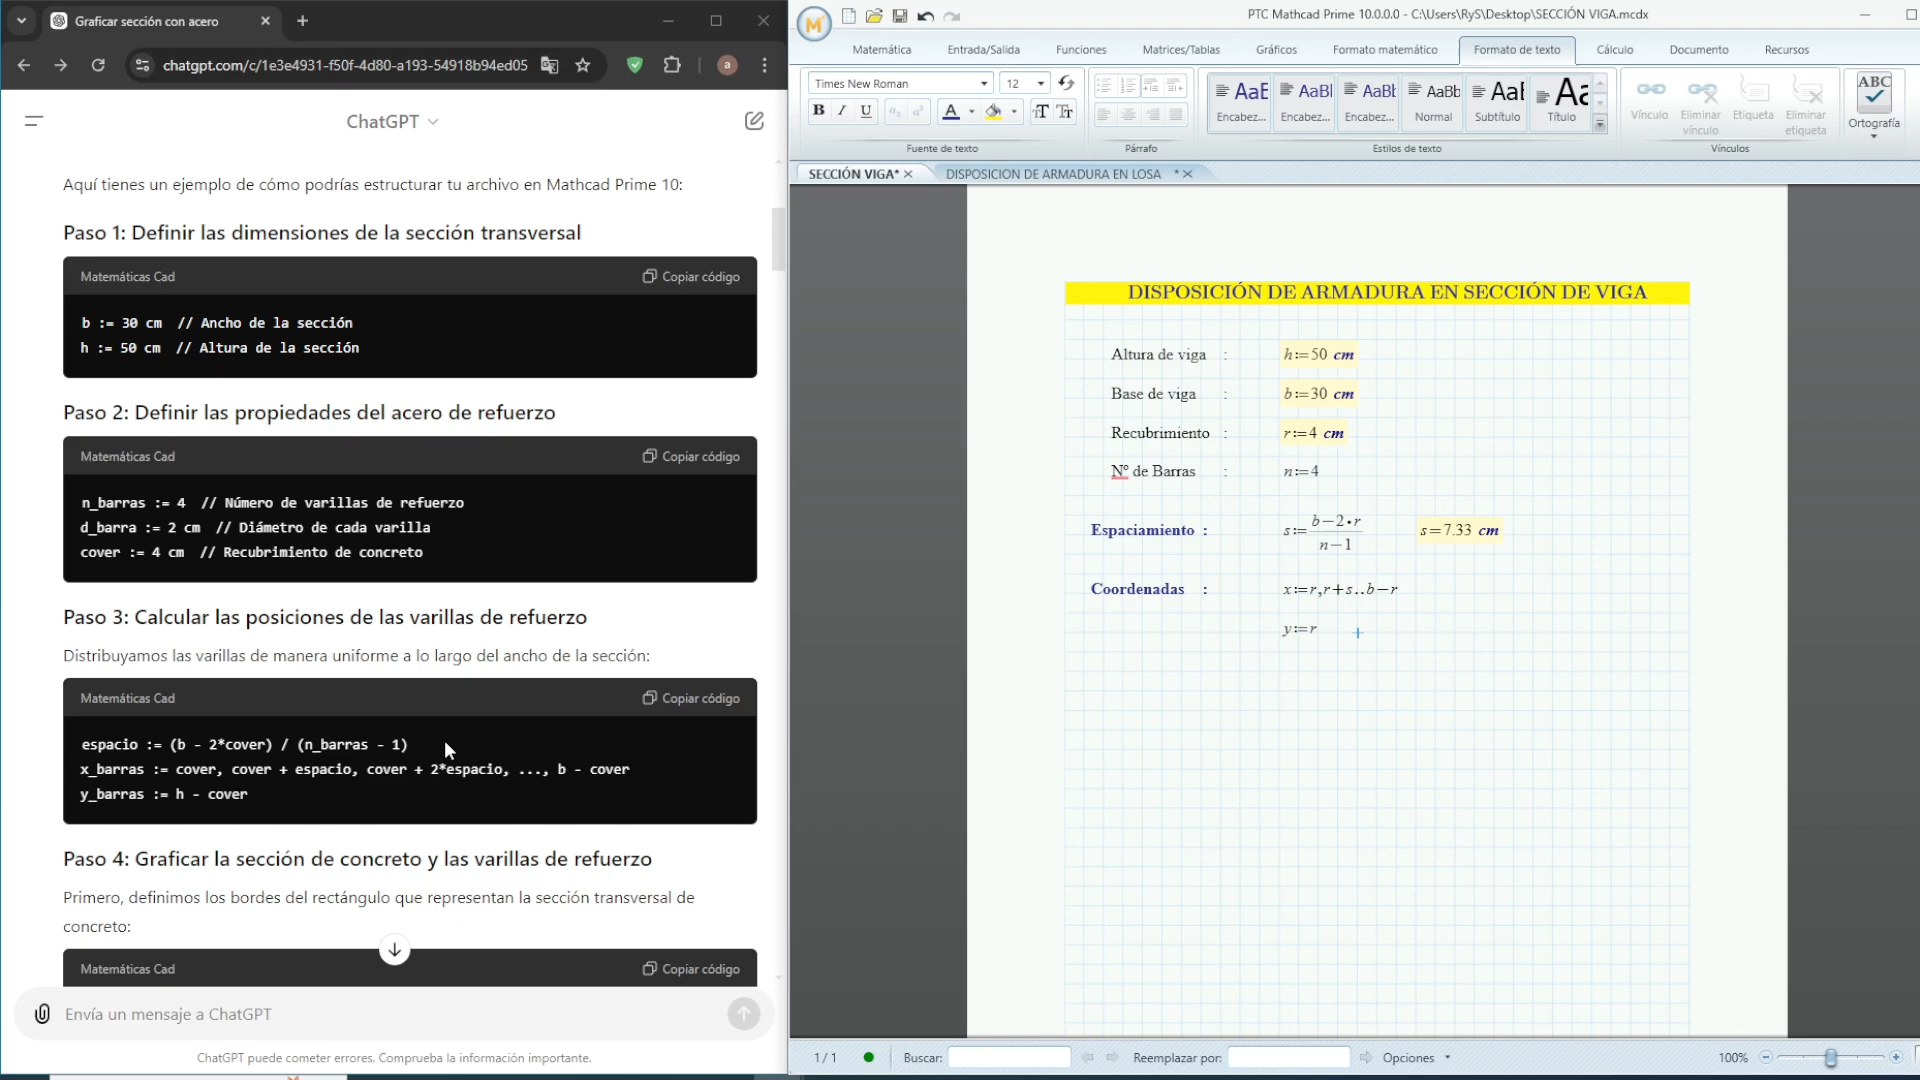 Graficar sección con acero
chatgpt.com/c/1e3e4931-f50f-4d80-a193-54918b94ed05
a
ChatGPT
Aquí tienes un ejemplo de cómo podrías estructurar tu archivo en Mathcad Prime 10:
Paso 1: Definir las dimensiones de la sección transversal
Matemáticas Cad
Copiar código
b := 30 cm // Ancho de la sección
h := 50 cm // Altura de la sección
Paso 2: Definir las propiedades del acero de refuerzo
Matemáticas Cad
Copiar código
n_barras := 4 // Número de varillas de refuerzo
d_barra := 2 cm // Diámetro de cada varilla
cover := 4 cm // Recubrimiento de concreto
Paso 3: Calcular las posiciones de las varillas de refuerzo
Distribuyamos las varillas de manera uniforme a lo largo del ancho de la sección:
Matemáticas Cad
Copiar código
espacio := (b - 2*cover) / (n_barras - 1)
x_barras := cover, cover + espacio, cover + 2*espacio, ..., b - cover
y_barras := h - cover
Paso 4: Graficar la sección de concreto y las varillas de refuerzo
Primero, definimos los bordes del rectángulo que representan la sección transversal de
concreto:
Matemáticas Cad
Copiar código
Envía un mensaje a ChatGPT
ChatGPT puede cometer errores. Comprueba la información importante.
PTC Mathcad Prime 10.0.0.0 - C:\Users\RyS\Desktop\SECCIÓN VIGA.mcdx
Matemática Entrada/Salida Funciones Matrices/Tablas Gráficos Formato matemático Formato de texto Cálculo Documento Recursos
Times New Roman 12
B I U
Fuente de texto
Párrafo
AaE AaBl AaBl AaBb Aal Aa
Encabez... Encabez... Encabez... Normal Subtítulo Título
Estilos de texto
Vínculo Eliminar vínculo Etiqueta Eliminar etiqueta
Vínculos
ABC
Ortografía
SECCIÓN VIGA* DISPOSICION DE ARMADURA EN LOSA *
DISPOSICIÓN DE ARMADURA EN SECCIÓN DE VIGA
Altura de viga : h:=50 cm
Base de viga : b:=30 cm
Recubrimiento : r:=4 cm
Nº de Barras : n:=4
Espaciamiento : s:= b-2•r / n-1 s=7.33 cm
Coordenadas : x:=r,r+s..b-r
y:=r
1/1 Buscar: Reemplazar por: Opciones 100%